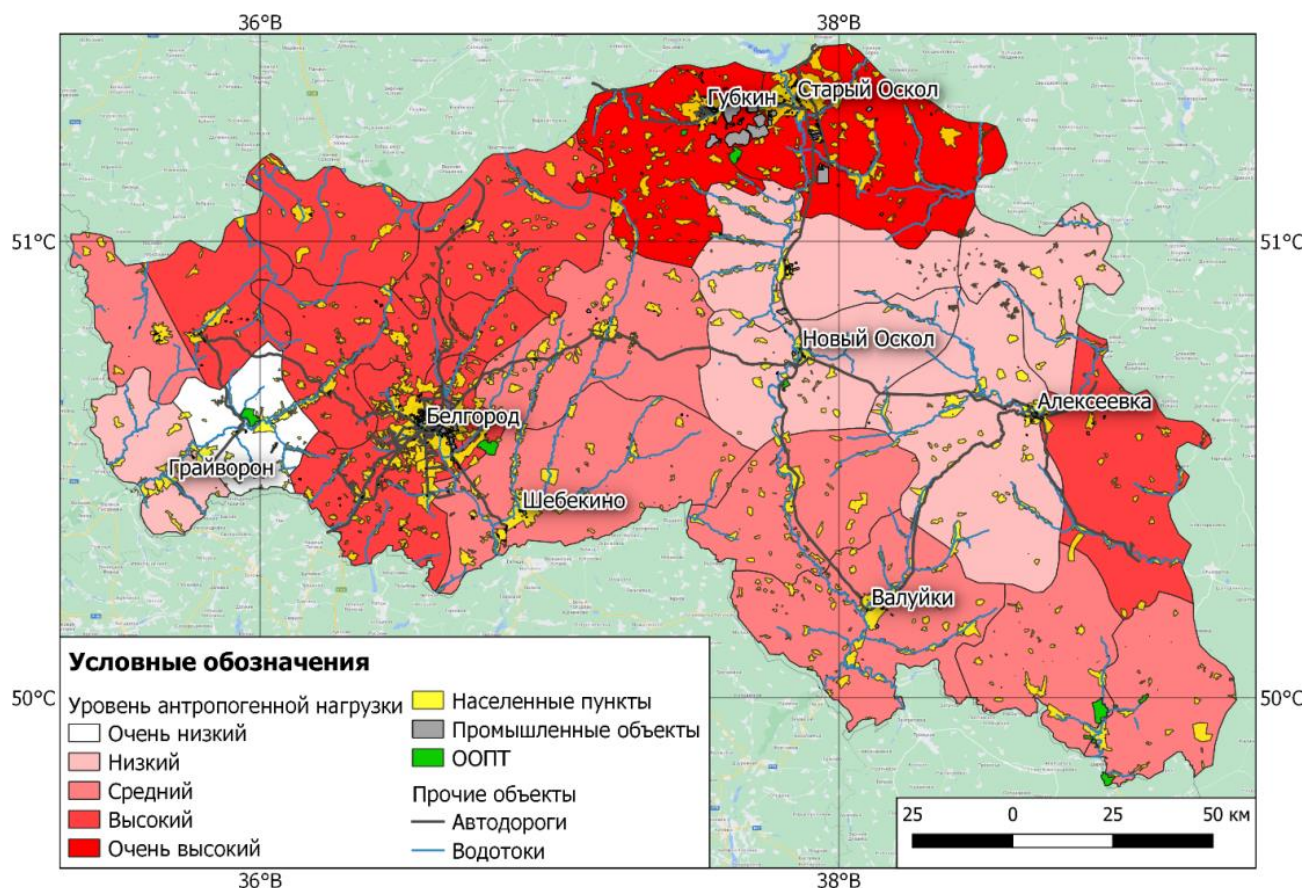 36°В 38°В
Губкин
Старый Оскол
51°С 51°С
Новый Оскол
Алексеевка
Белгород
Грайворон
Шебекино
Валуйки
Условные обозначения
Уровень антропогенной нагрузки
Очень низкий
Низкий
Средний
Высокий
Очень высокий
Населенные пункты
Промышленные объекты
ООПТ
Прочие объекты
Автодороги
Водотоки
50°С 50°С
25 0 25 50 км
36°В 38°В